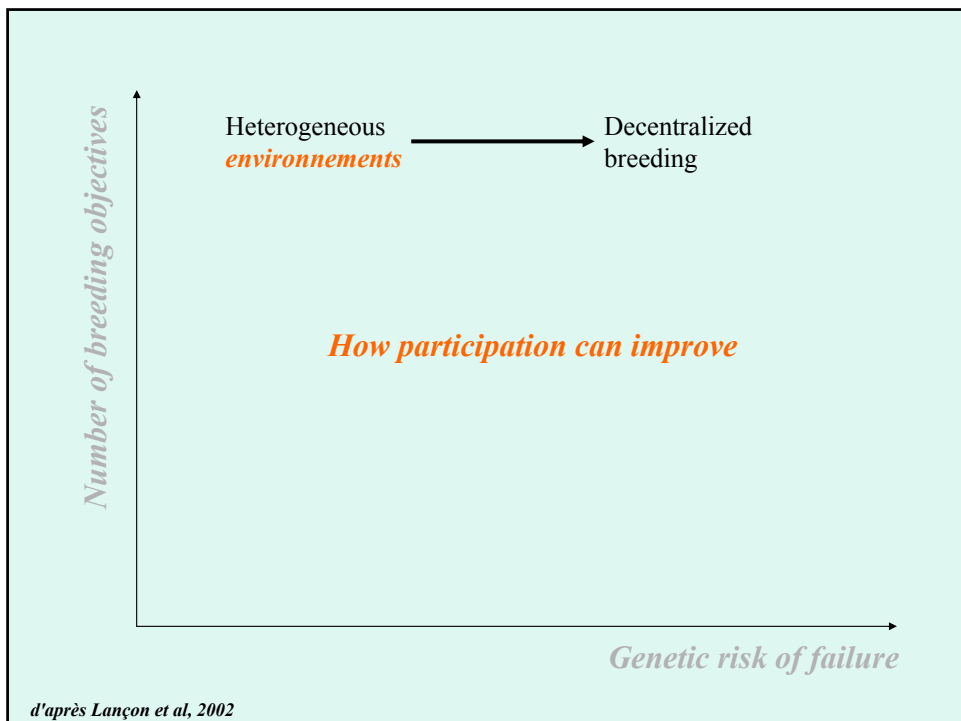 Number of breeding objectives
Heterogeneous
environnements
Decentralized
breeding
How participation can improve
Genetic risk of failure
d'après Lançon et al, 2002